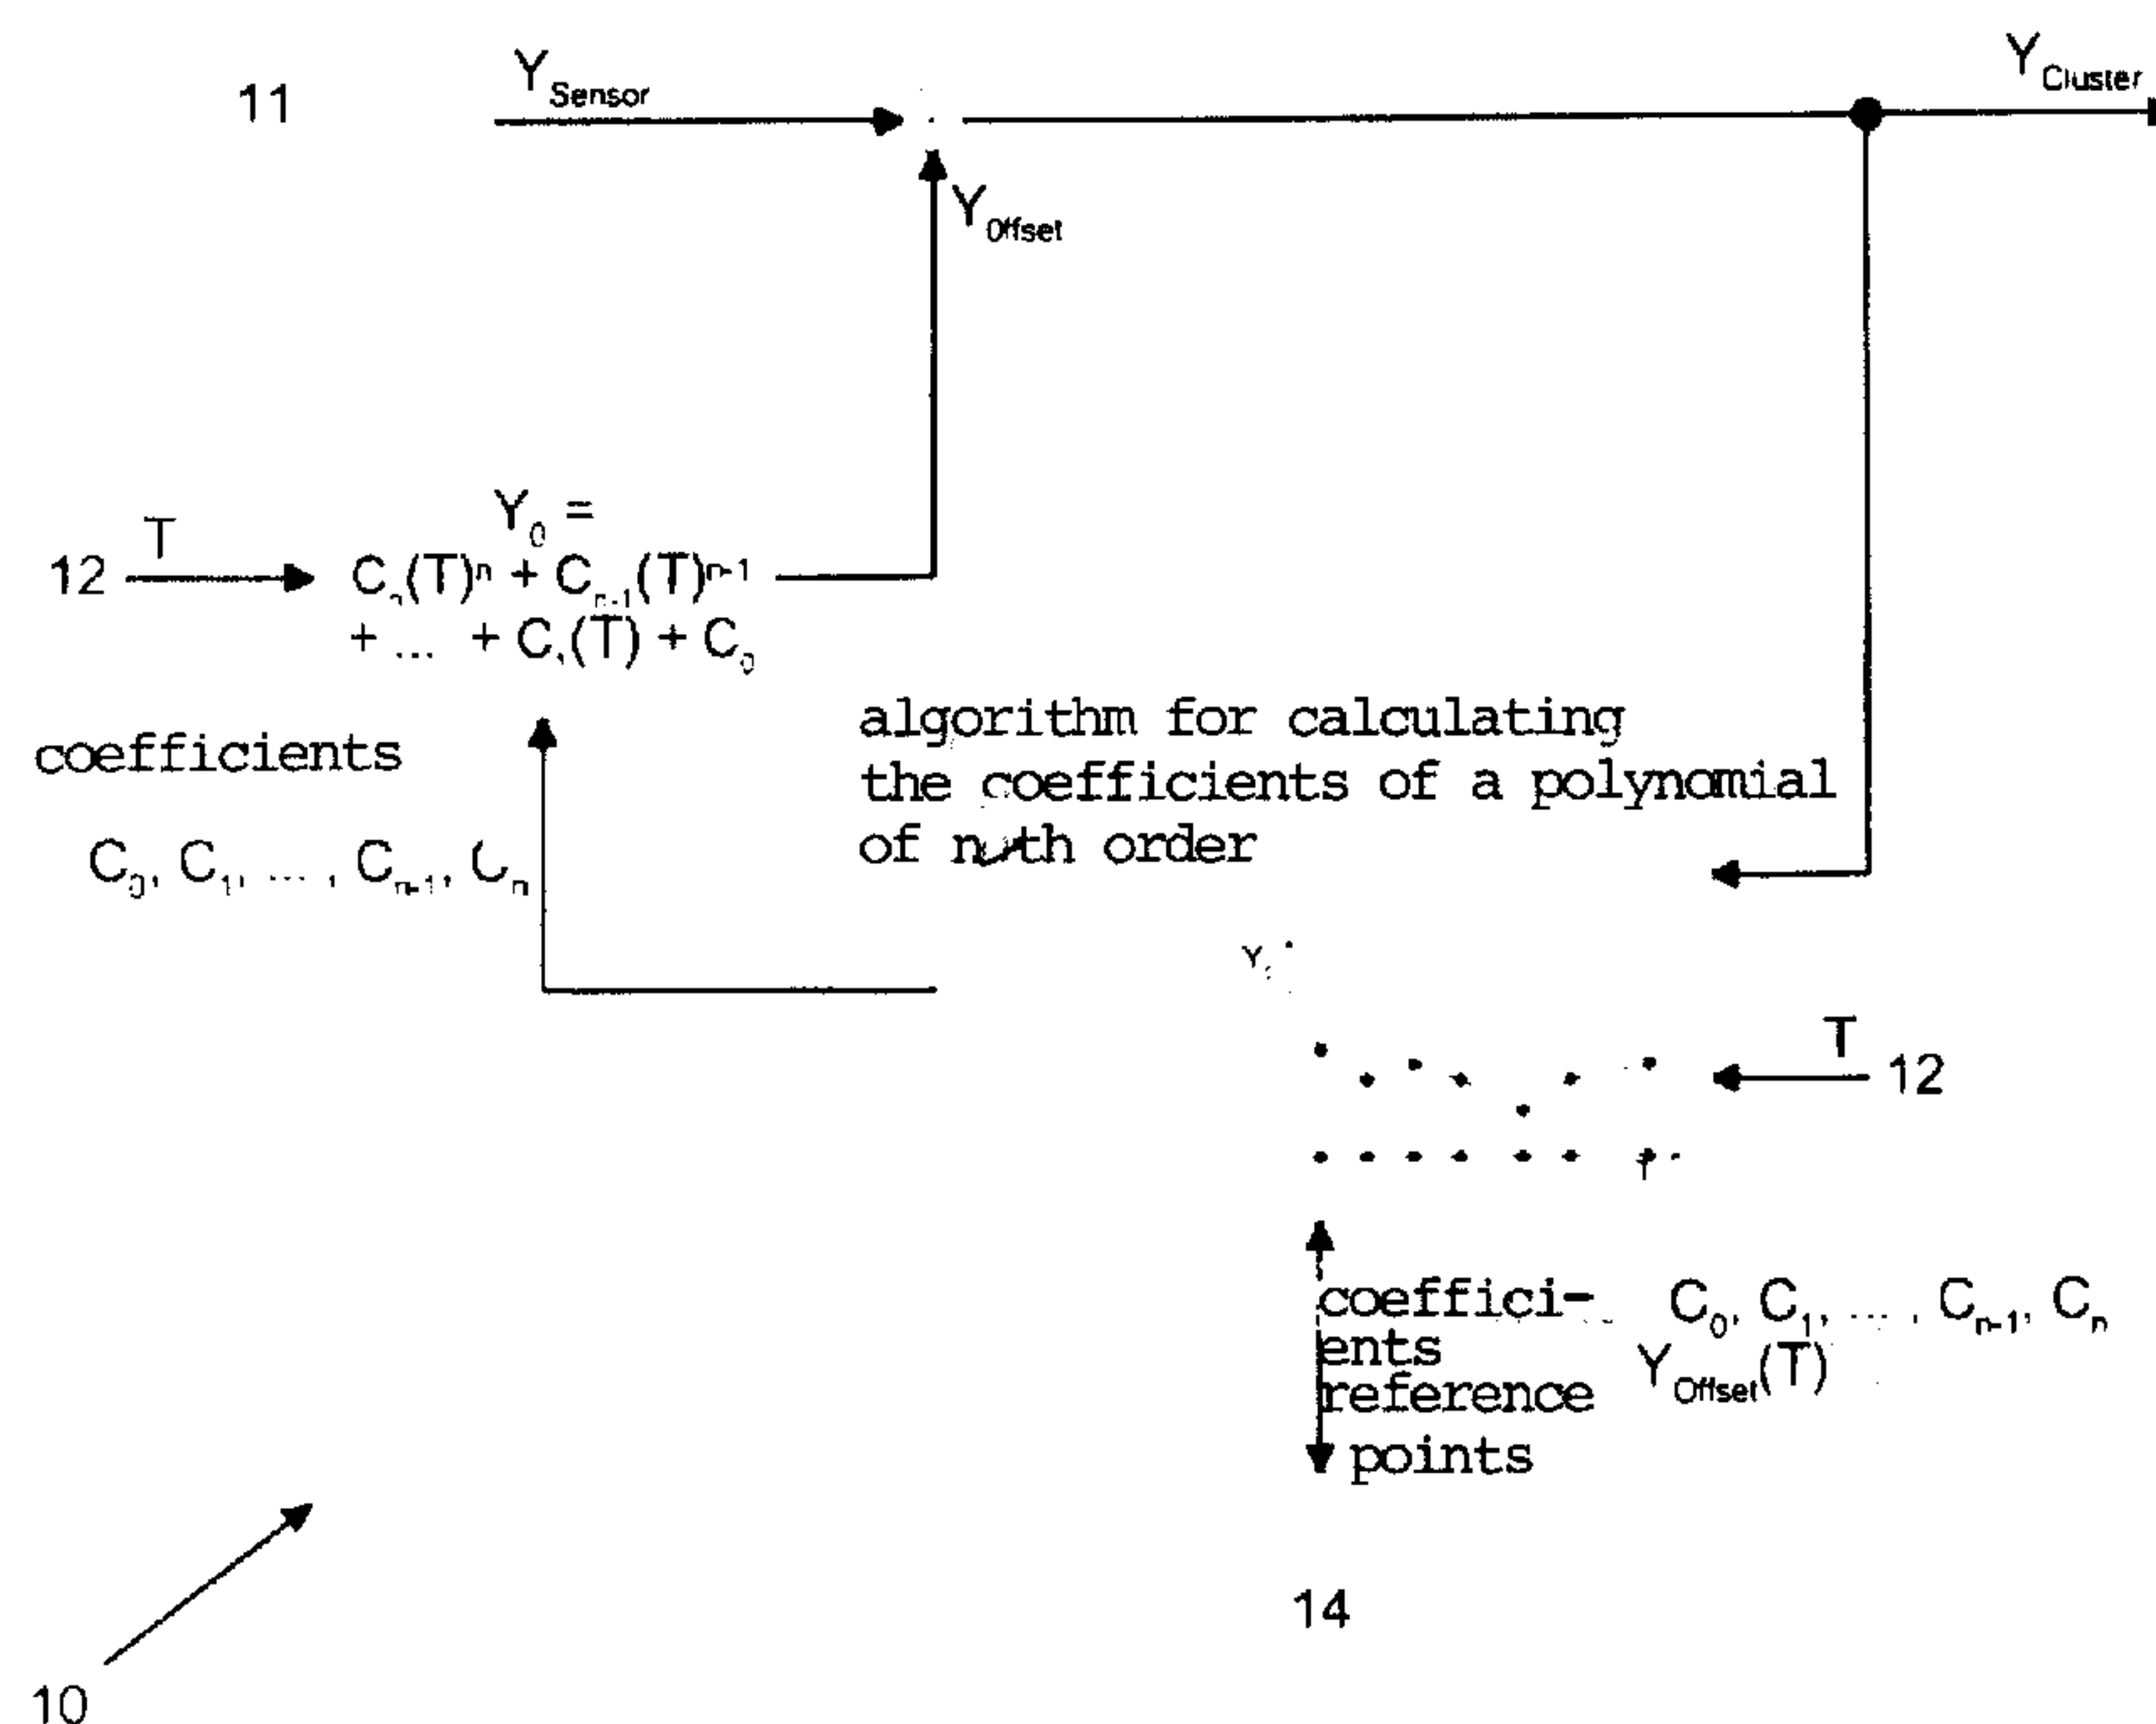 11
Y_Sensor
Y_Cluster
Y_Offset
Y_0 =
12
T
C_n(T)^n + C_n-1(T)^n-1
+ ... + C_1(T) + C_0
coefficients
C_0, C_1, ... , C_n-1, C_n
algorithm for calculating
the coefficients of a polynomial
of n-th order
T
12
coeffici-
ents
C_0, C_1, ... , C_n-1, C_n
reference
points
Y_Offset(T)
14
10